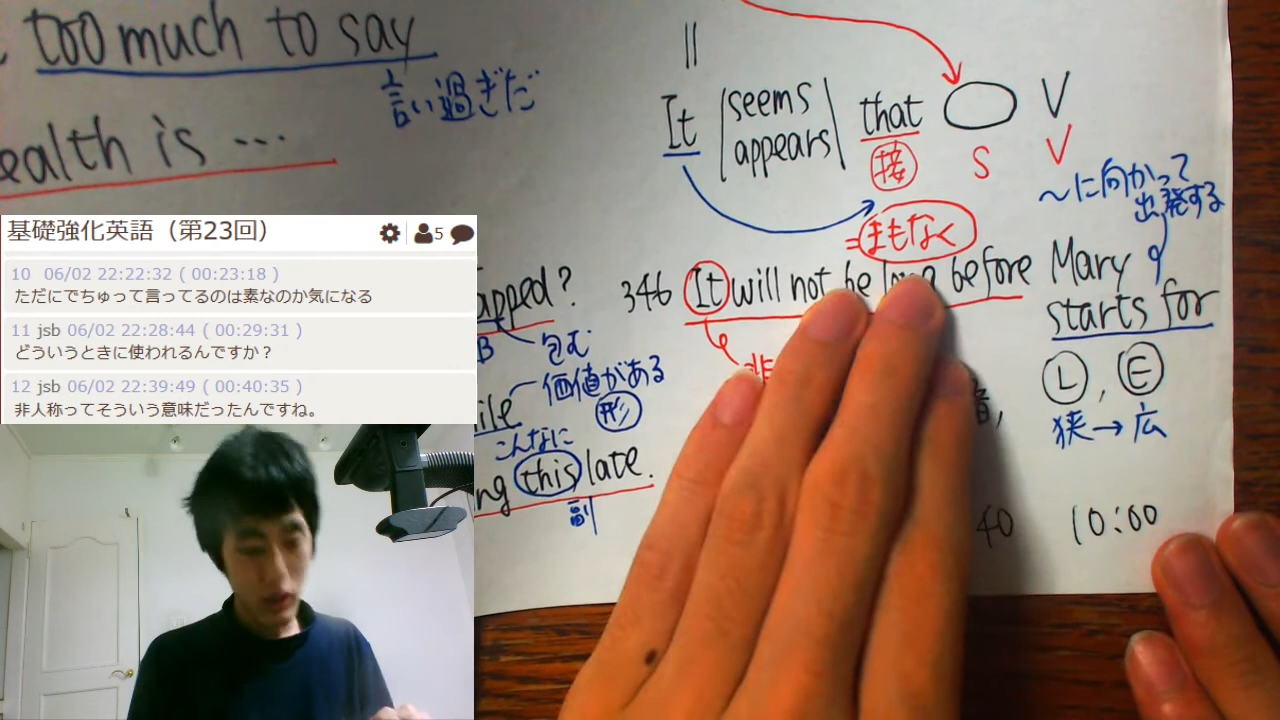 too much to say
言い過ぎだ
ealth is ...
||
It (seems appears) that
接
V
S V
～に向かって
出発する
= まもなく
apped?
346 It will not be long before Mary
starts for
B 包む
非
価値がある
形
L , E
ile
狭→広
こんなに
ng this late.
副
40 10:00
基礎強化英語（第23回）
5
10 06/02 22:22:32 ( 00:23:18 )
ただにでちゅって言ってるのは素なのか気になる
11 jsb 06/02 22:28:44 ( 00:29:31 )
どういうときに使われるんですか？
12 jsb 06/02 22:39:49 ( 00:40:35 )
非人称ってそういう意味だったんですね。